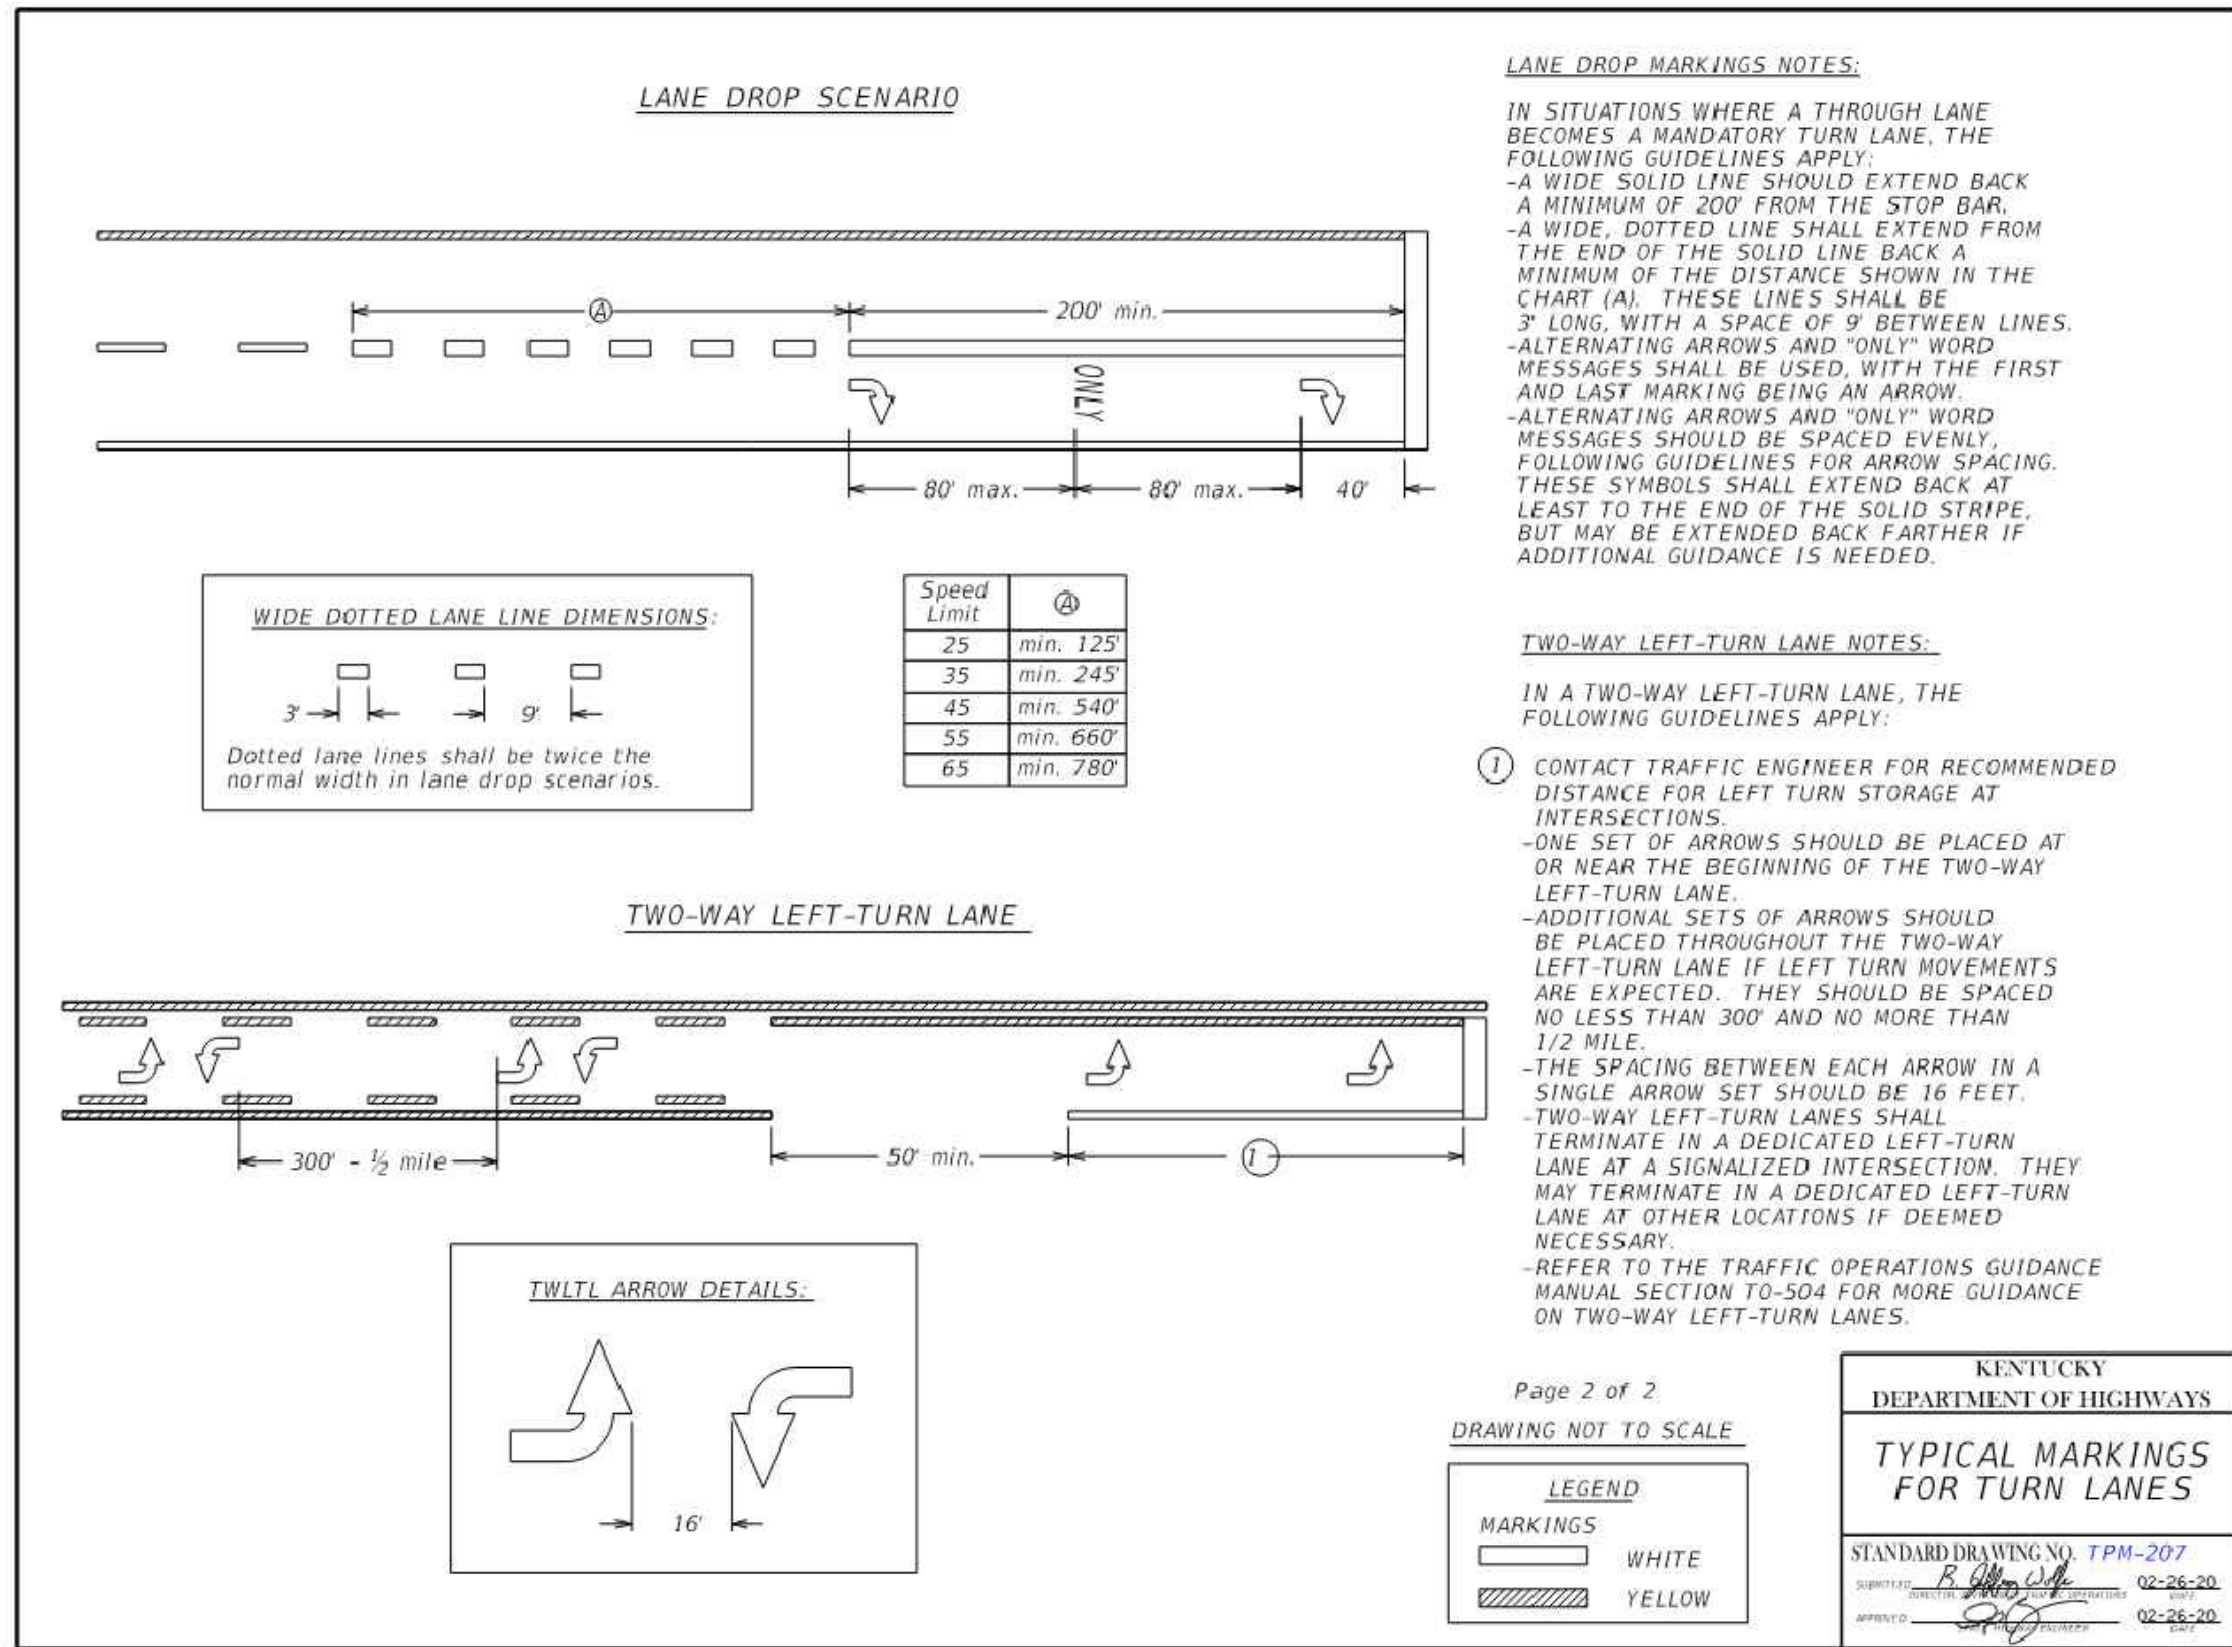 LANE DROP SCENARIO
Ⓐ
200' min.
ONLY
80' max.
80' max.
40'
WIDE DOTTED LANE LINE DIMENSIONS:
3'
9'
Dotted lane lines shall be twice the
normal width in lane drop scenarios.
Speed Limit Ⓐ
25 min. 125'
35 min. 245'
45 min. 540'
55 min. 660'
65 min. 780'
TWO-WAY LEFT-TURN LANE
300' - ½ mile
50' min.
①
TWLTL ARROW DETAILS:
16'
LANE DROP MARKINGS NOTES:
IN SITUATIONS WHERE A THROUGH LANE
BECOMES A MANDATORY TURN LANE, THE
FOLLOWING GUIDELINES APPLY:
-A WIDE SOLID LINE SHOULD EXTEND BACK
A MINIMUM OF 200' FROM THE STOP BAR.
-A WIDE, DOTTED LINE SHALL EXTEND FROM
THE END OF THE SOLID LINE BACK A
MINIMUM OF THE DISTANCE SHOWN IN THE
CHART (A). THESE LINES SHALL BE
3' LONG, WITH A SPACE OF 9' BETWEEN LINES.
-ALTERNATING ARROWS AND "ONLY" WORD
MESSAGES SHALL BE USED, WITH THE FIRST
AND LAST MARKING BEING AN ARROW.
-ALTERNATING ARROWS AND "ONLY" WORD
MESSAGES SHOULD BE SPACED EVENLY,
FOLLOWING GUIDELINES FOR ARROW SPACING.
THESE SYMBOLS SHALL EXTEND BACK AT
LEAST TO THE END OF THE SOLID STRIPE,
BUT MAY BE EXTENDED BACK FARTHER IF
ADDITIONAL GUIDANCE IS NEEDED.
TWO-WAY LEFT-TURN LANE NOTES:
IN A TWO-WAY LEFT-TURN LANE, THE
FOLLOWING GUIDELINES APPLY:
① CONTACT TRAFFIC ENGINEER FOR RECOMMENDED
DISTANCE FOR LEFT TURN STORAGE AT
INTERSECTIONS.
-ONE SET OF ARROWS SHOULD BE PLACED AT
OR NEAR THE BEGINNING OF THE TWO-WAY
LEFT-TURN LANE.
-ADDITIONAL SETS OF ARROWS SHOULD
BE PLACED THROUGHOUT THE TWO-WAY
LEFT-TURN LANE IF LEFT TURN MOVEMENTS
ARE EXPECTED. THEY SHOULD BE SPACED
NO LESS THAN 300' AND NO MORE THAN
1/2 MILE.
-THE SPACING BETWEEN EACH ARROW IN A
SINGLE ARROW SET SHOULD BE 16 FEET.
-TWO-WAY LEFT-TURN LANES SHALL
TERMINATE IN A DEDICATED LEFT-TURN
LANE AT A SIGNALIZED INTERSECTION. THEY
MAY TERMINATE IN A DEDICATED LEFT-TURN
LANE AT OTHER LOCATIONS IF DEEMED
NECESSARY.
-REFER TO THE TRAFFIC OPERATIONS GUIDANCE
MANUAL SECTION TO-504 FOR MORE GUIDANCE
ON TWO-WAY LEFT-TURN LANES.
Page 2 of 2
DRAWING NOT TO SCALE
LEGEND
MARKINGS
WHITE
YELLOW
KENTUCKY
DEPARTMENT OF HIGHWAYS
TYPICAL MARKINGS
FOR TURN LANES
STANDARD DRAWING NO. TPM-207
SUBMITTED 02-26-20
DATE
APPROVED 02-26-20
DATE